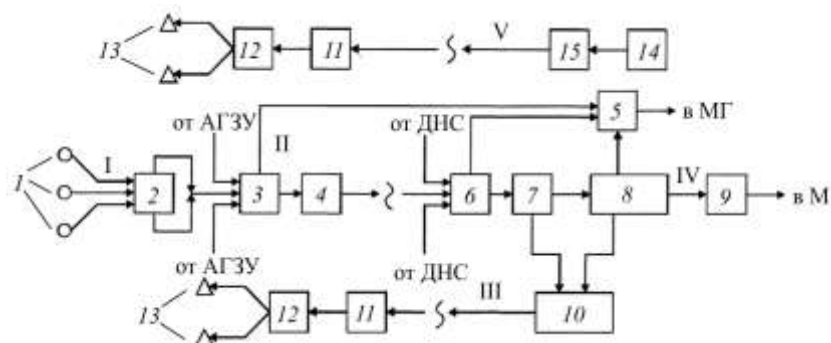 13 12 11 V 15 14
5 в МГ
от АГЗУ II от ДНС
I
1 2 3 4 6 7 8 IV 9 в М
от АГЗУ от ДНС
III
13 12 11 10